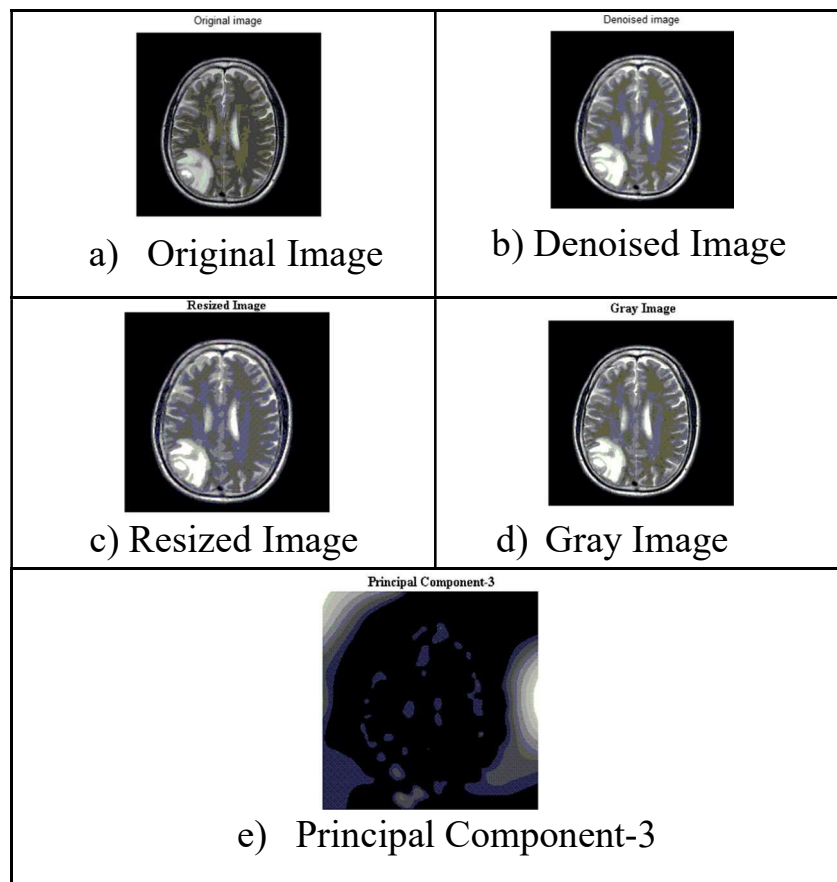 Original image
a) Original Image
Denoised image
b) Denoised Image
Resized Image
c) Resized Image
Gray Image
d) Gray Image
Principal Component-3
e) Principal Component-3